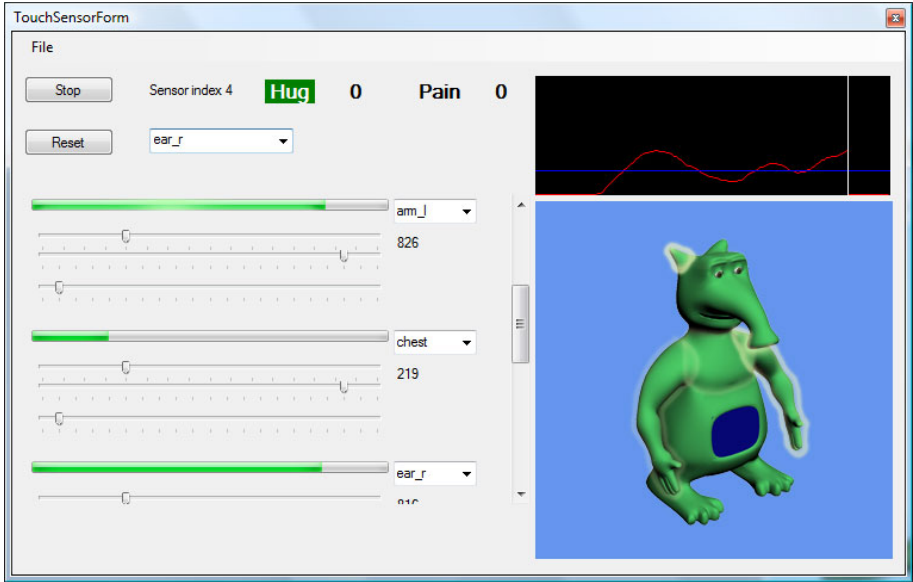 TouchSensorForm
File
Stop Sensor index 4 Hug 0 Pain 0
Reset ear_r
arm_l
826
chest
219
ear_r